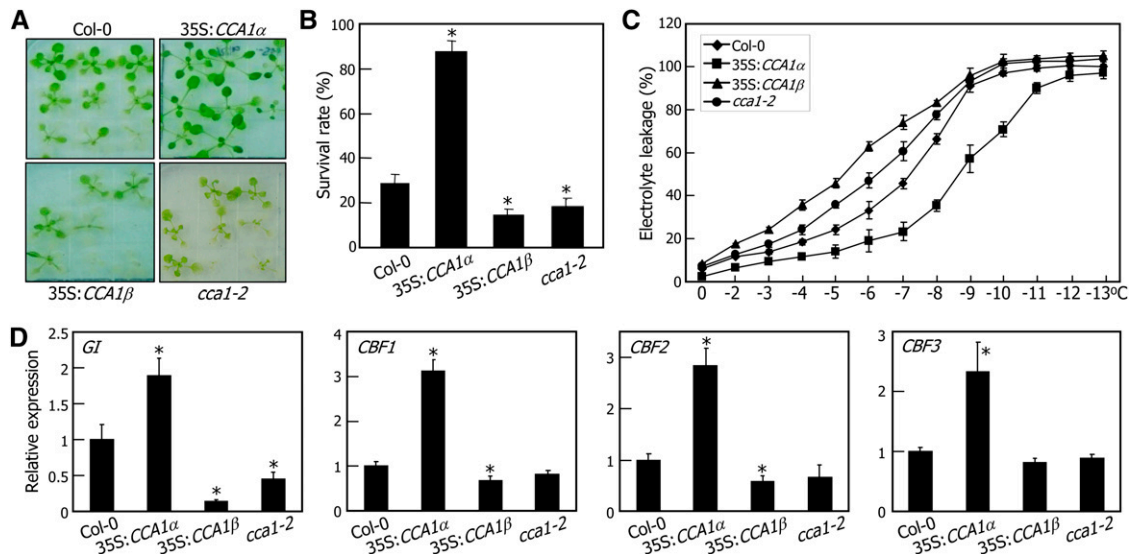 A
Col-0 35S:CCA1α
35S:CCA1β cca1-2
B
Survival rate (%)
100
80
60
40
20
0
* * *
Col-0 35S:CCA1α 35S:CCA1β cca1-2
C
Electrolyte leakage (%)
120
100
80
60
40
20
0
Col-0
35S:CCA1α
35S:CCA1β
cca1-2
0 -2 -3 -4 -5 -6 -7 -8 -9 -10 -11 -12 -13ºC
D
Relative expression
GI
2.5
2
1.5
1
0.5
0
* * *
Col-0 35S:CCA1α 35S:CCA1β cca1-2
CBF1
4
3
2
1
0
* *
Col-0 35S:CCA1α 35S:CCA1β cca1-2
CBF2
3
2
1
0
* *
Col-0 35S:CCA1α 35S:CCA1β cca1-2
CBF3
3
2
1
0
*
Col-0 35S:CCA1α 35S:CCA1β cca1-2